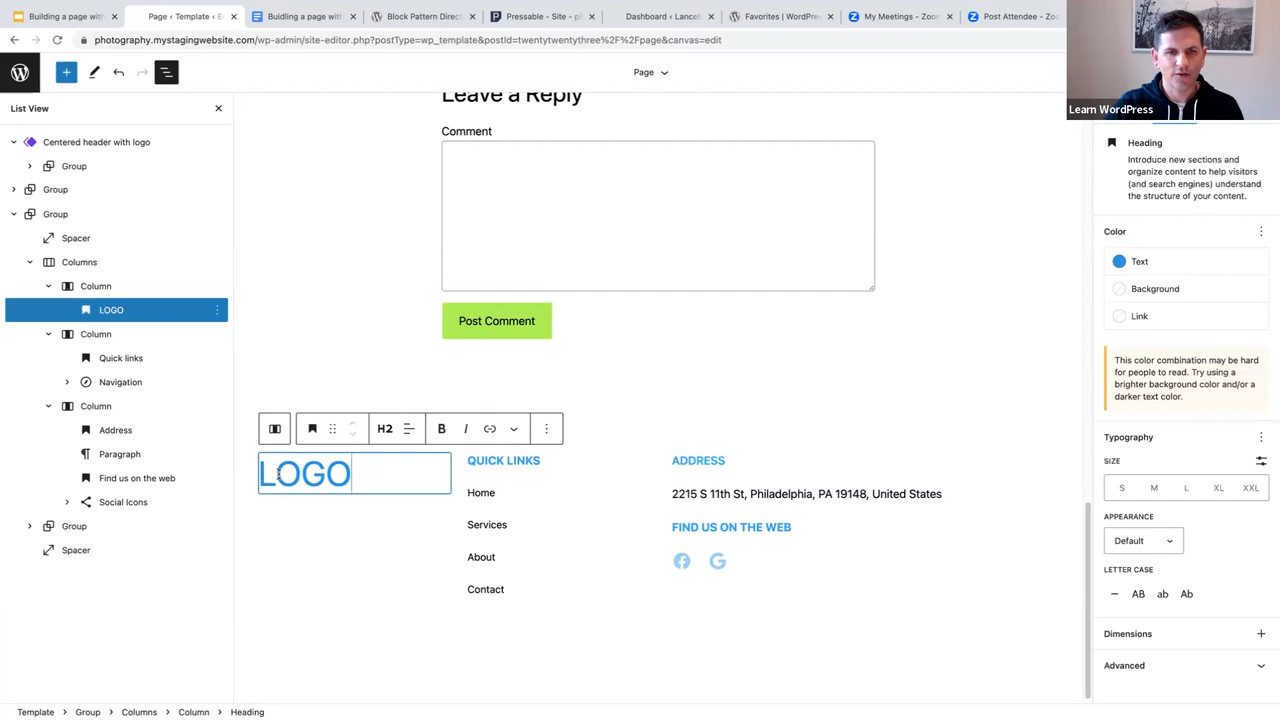 Building a page with
Page < Template < E
Buidling a page with
Block Pattern Direct
Pressable - Site - p
Dashboard < Lanceb
Favorites | WordPres
My Meetings - Zoom
Post Attendee - Zoo
photography.mystagingwebsite.com/wp-admin/site-editor.php?postType=wp_template&postId=twentytwentythree%2F%2Fpage&canvas=edit
Page
Learn WordPress
List View
Centered header with logo
Group
Group
Group
Spacer
Columns
Column
LOGO
Column
Quick links
Navigation
Column
Address
Paragraph
Find us on the web
Social Icons
Group
Spacer
Leave a Reply
Comment
Post Comment
H2
B
I
LOGO
QUICK LINKS
Home
Services
About
Contact
ADDRESS
2215 S 11th St, Philadelphia, PA 19148, United States
FIND US ON THE WEB
Heading
Introduce new sections and
organize content to help visitors
(and search engines) understand
the structure of your content.
Color
Text
Background
Link
This color combination may be hard
for people to read. Try using a
brighter background color and/or a
darker text color.
Typography
SIZE
S M L XL XXL
APPEARANCE
Default
LETTER CASE
— AB ab Ab
Dimensions
Advanced
Template › Group › Columns › Column › Heading